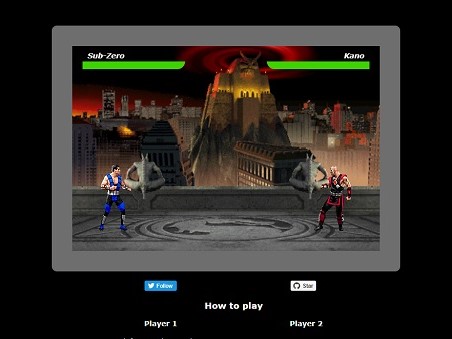 Sub-Zero
Kano
Follow
Star
How to play
Player 1
Player 2